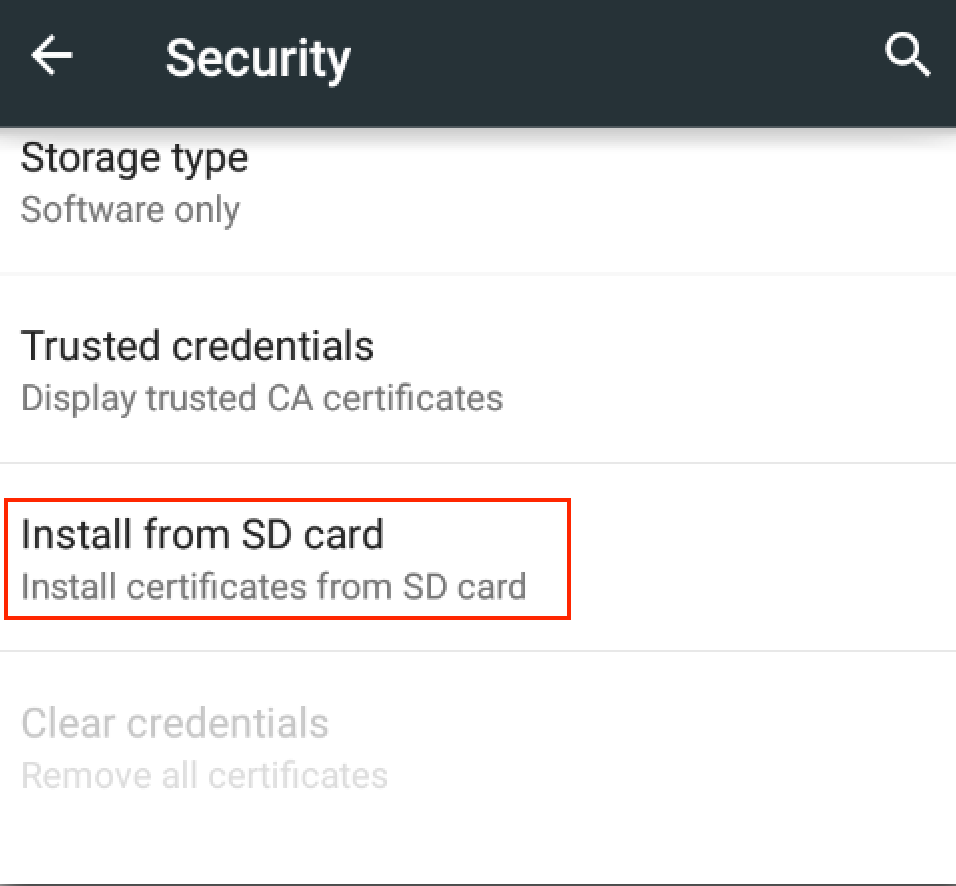 Security
Storage type
Software only
Trusted credentials
Display trusted CA certificates
Install from SD card
Install certificates from SD card
Clear credentials
Remove all certificates